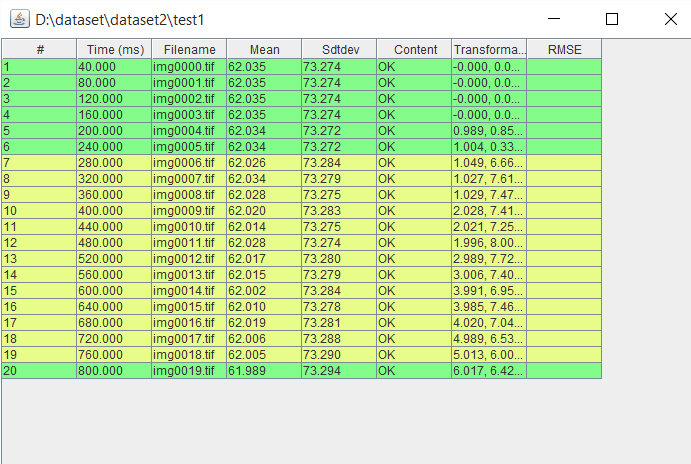 D:\dataset\dataset2\test1
# Time (ms) Filename Mean Sdtdev Content Transforma... RMSE
1 40.000 img0000.tif 62.035 73.274 OK -0.000, 0.0...
2 80.000 img0001.tif 62.035 73.274 OK -0.000, 0.0...
3 120.000 img0002.tif 62.035 73.274 OK -0.000, 0.0...
4 160.000 img0003.tif 62.035 73.274 OK -0.000, 0.0...
5 200.000 img0004.tif 62.034 73.272 OK 0.989, 0.85...
6 240.000 img0005.tif 62.034 73.272 OK 1.004, 0.33...
7 280.000 img0006.tif 62.026 73.284 OK 1.049, 6.66...
8 320.000 img0007.tif 62.034 73.279 OK 1.027, 7.61...
9 360.000 img0008.tif 62.028 73.275 OK 1.029, 7.47...
10 400.000 img0009.tif 62.020 73.283 OK 2.028, 7.41...
11 440.000 img0010.tif 62.014 73.275 OK 2.021, 7.25...
12 480.000 img0011.tif 62.028 73.274 OK 1.996, 8.00...
13 520.000 img0012.tif 62.017 73.280 OK 2.989, 7.72...
14 560.000 img0013.tif 62.015 73.279 OK 3.006, 7.40...
15 600.000 img0014.tif 62.002 73.284 OK 3.991, 6.95...
16 640.000 img0015.tif 62.010 73.278 OK 3.985, 7.46...
17 680.000 img0016.tif 62.019 73.281 OK 4.020, 7.04...
18 720.000 img0017.tif 62.006 73.288 OK 4.989, 6.53...
19 760.000 img0018.tif 62.005 73.290 OK 5.013, 6.00...
20 800.000 img0019.tif 61.989 73.294 OK 6.017, 6.42...